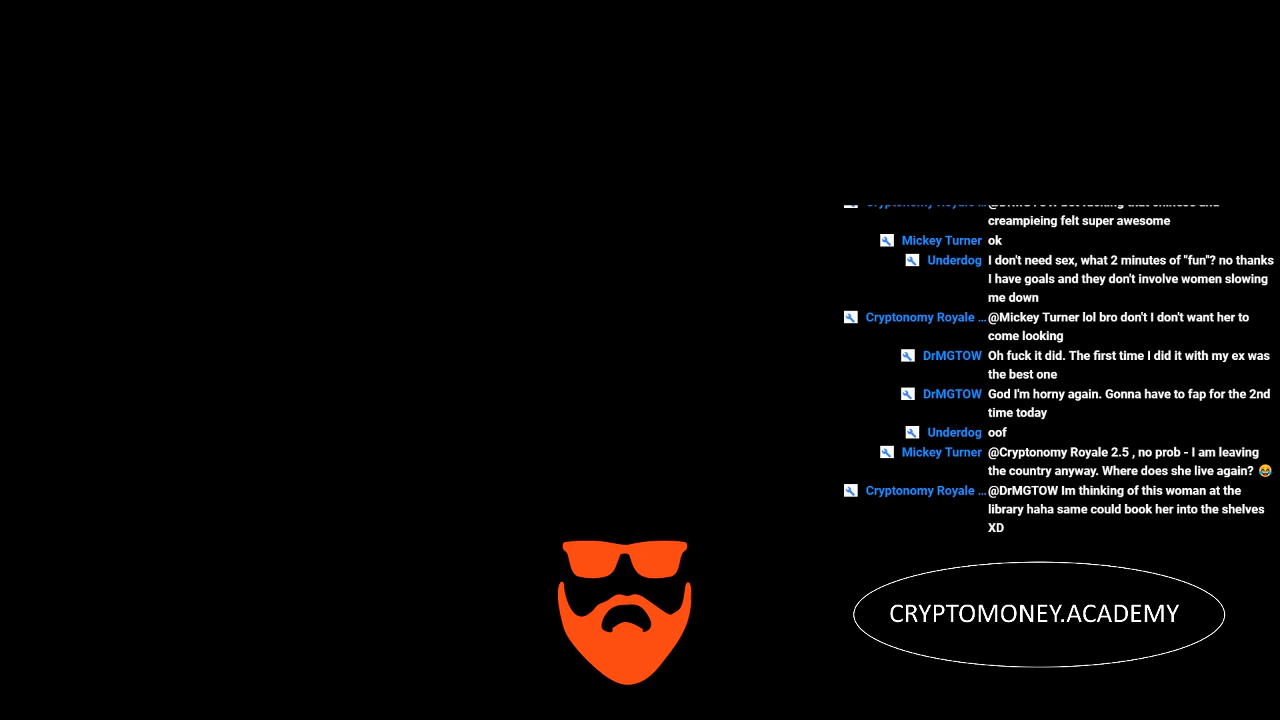 creampieing felt super awesome
Mickey Turner ok
Underdog I don't need sex, what 2 minutes of "fun"? no thanks
I have goals and they don't involve women slowing
me down
Cryptonomy Royale ... @Mickey Turner lol bro don't I don't want her to
come looking
DrMGTOW Oh fuck it did. The first time I did it with my ex was
the best one
DrMGTOW God I'm horny again. Gonna have to fap for the 2nd
time today
Underdog oof
Mickey Turner @Cryptonomy Royale 2.5 , no prob - I am leaving
the country anyway. Where does she live again? 😂
Cryptonomy Royale ... @DrMGTOW Im thinking of this woman at the
library haha same could book her into the shelves
XD
CRYPTOMONEY.ACADEMY